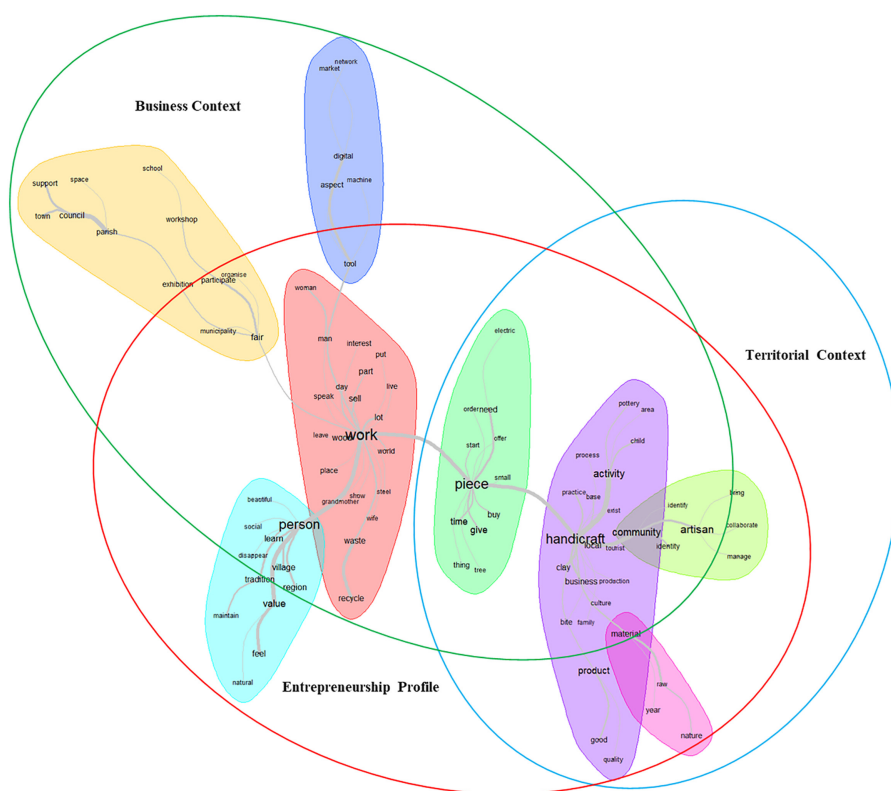 network
market
Business Context
digital
machine
aspect
tool
school
support
space
town
council
workshop
parish
organise
participate
exhibition
municipality
fair
woman
man
interest
put
part
live
day
sell
speak
lot
leave
wood
work
world
place
steel
show
grandmother
wife
waste
recycle
electric
order
need
offer
start
small
piece
buy
time
give
thing
tree
Territorial Context
pottery
area
child
process
activity
practice
base
exist
community
handicraft
local
tourist
clay
business
production
culture
bite
family
material
product
good
quality
identify
artisan
identity
collaborate
manage
raw
year
nature
beautiful
person
social
learn
disappear
village
tradition
region
value
maintain
feel
natural
Entrepreneurship Profile